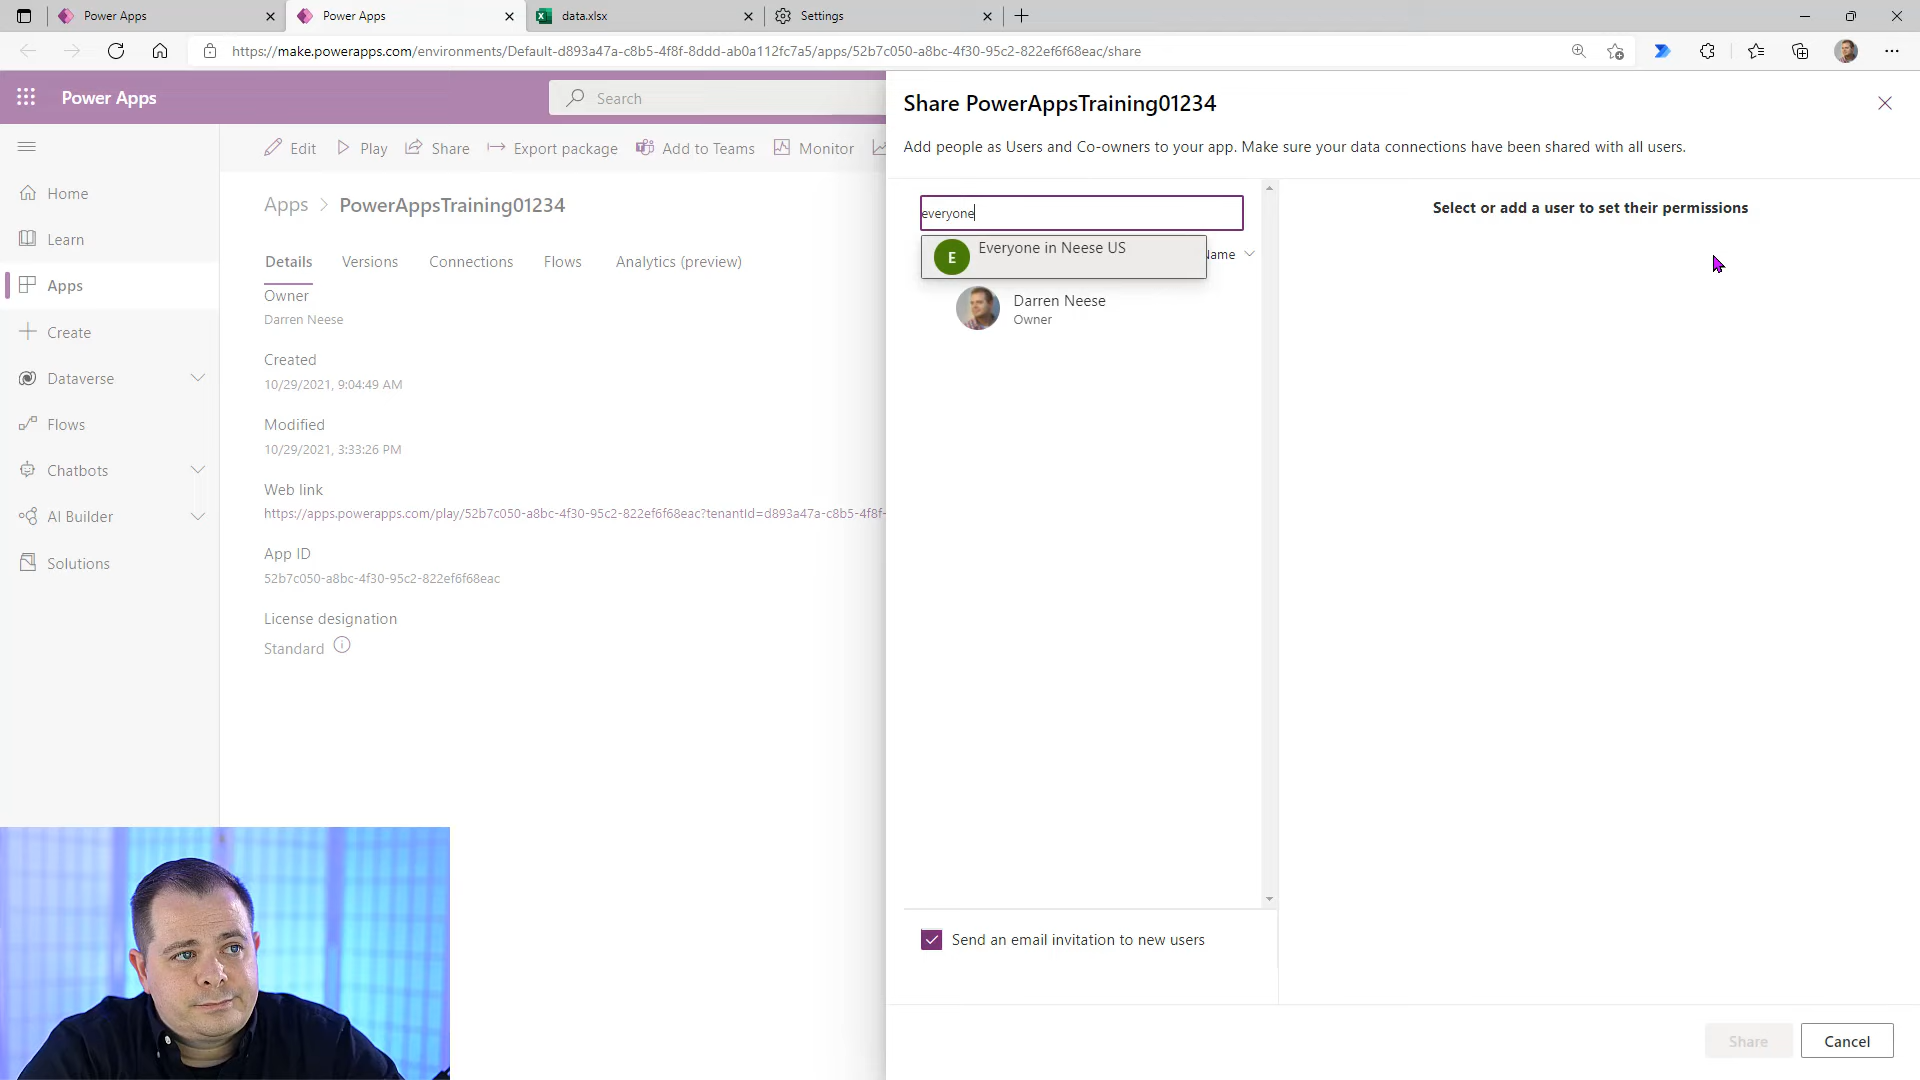 Power Apps
Power Apps
data.xlsx
Settings
https://make.powerapps.com/environments/Default-d893a47a-c8b5-4f8f-8ddd-ab0a112fc7a5/apps/52b7c050-a8bc-4f30-95c2-822ef6f68eac/share
Power Apps
Search
Home
Learn
Apps
Create
Dataverse
Flows
Chatbots
AI Builder
Solutions
Edit
Play
Share
Export package
Add to Teams
Monitor
Apps > PowerAppsTraining01234
Details
Versions
Connections
Flows
Analytics (preview)
Owner
Darren Neese
Created
10/29/2021, 9:04:49 AM
Modified
10/29/2021, 3:33:26 PM
Web link
https://apps.powerapps.com/play/52b7c050-a8bc-4f30-95c2-822ef6f68eac?tenantId=d893a47a-c8b5-4f8f-
App ID
52b7c050-a8bc-4f30-95c2-822ef6f68eac
License designation
Standard
Share PowerAppsTraining01234
Add people as Users and Co-owners to your app. Make sure your data connections have been shared with all users.
everyone
E
Everyone in Neese US
Name
Darren Neese
Owner
Send an email invitation to new users
Select or add a user to set their permissions
Share
Cancel